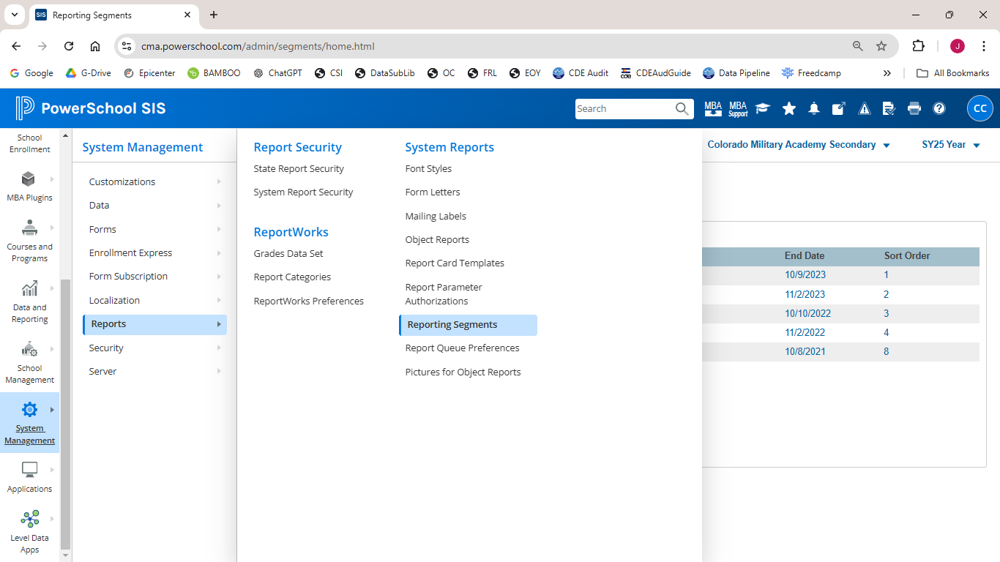 SIS Reporting Segments
cma.powerschool.com/admin/segments/home.html
J
Google G-Drive Epicenter BAMBOO ChatGPT CSI DataSubLib OC FRL EOY CDE Audit CDEAudGuide Data Pipeline Freedcamp All Bookmarks
PowerSchool SIS
Search
MBA
MBA
Support
CC
School
Enrollment
MBA Plugins
Courses and
Programs
Data and
Reporting
School
Management
System
Management
Applications
Level Data
Apps
System Management
Customizations
Data
Forms
Enrollment Express
Form Subscription
Localization
Reports
Security
Server
Report Security
State Report Security
System Report Security
ReportWorks
Grades Data Set
Report Categories
ReportWorks Preferences
System Reports
Font Styles
Form Letters
Mailing Labels
Object Reports
Report Card Templates
Report Parameter
Authorizations
Reporting Segments
Report Queue Preferences
Pictures for Object Reports
Colorado Military Academy Secondary SY25 Year
End Date Sort Order
10/9/2023 1
11/2/2023 2
10/10/2022 3
11/2/2022 4
10/8/2021 8